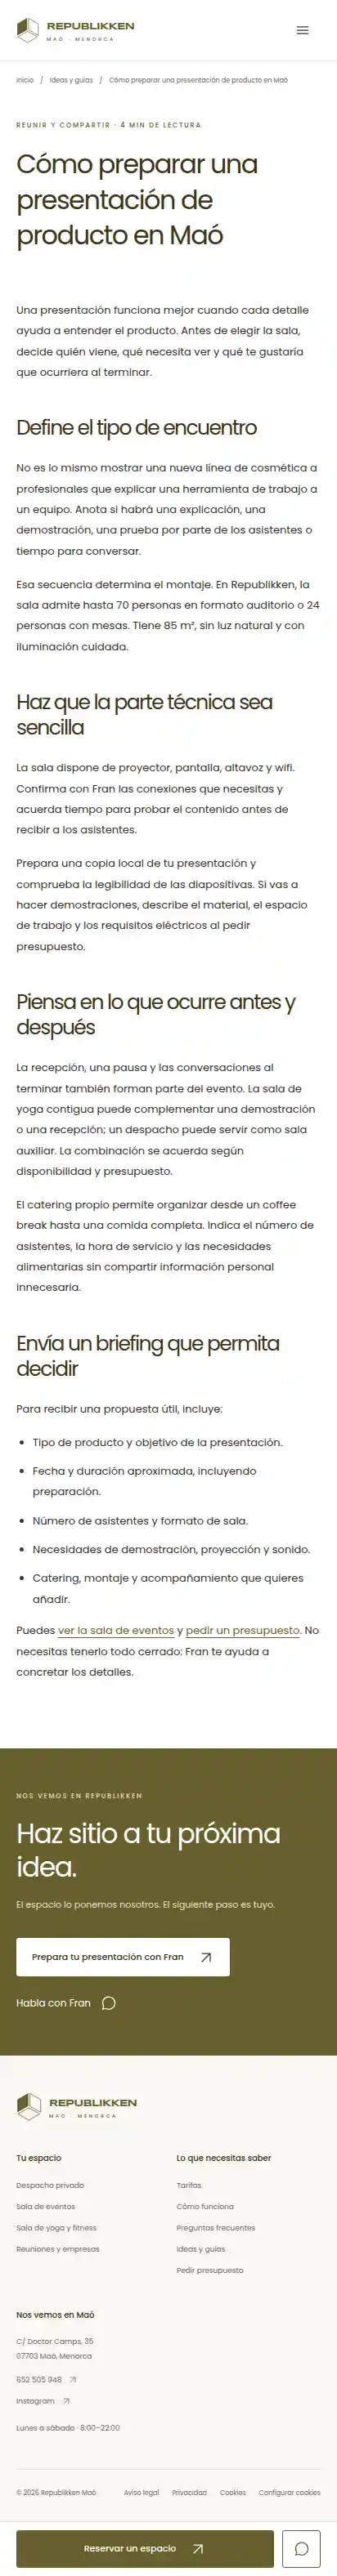 REPUBLIKKEN
MAÓ · MENORCA
Inicio / Ideas y guías / Cómo preparar una presentación de producto en Maó
REUNIR Y COMPARTIR · 4 MIN DE LECTURA
Cómo preparar una
presentación de
producto en Maó
Una presentación funciona mejor cuando cada detalle
ayuda a entender el producto. Antes de elegir la sala,
decide quién viene, qué necesita ver y qué te gustaría
que ocurriera al terminar.
Define el tipo de encuentro
No es lo mismo mostrar una nueva línea de cosmética a
profesionales que explicar una herramienta de trabajo a
un equipo. Anota si habrá una explicación, una
demostración, una prueba por parte de los asistentes o
tiempo para conversar.
Esa secuencia determina el montaje. En Republikken, la
sala admite hasta 70 personas en formato auditorio o 24
personas con mesas. Tiene 85 m², sin luz natural y con
iluminación cuidada.
Haz que la parte técnica sea
sencilla
La sala dispone de proyector, pantalla, altavoz y wifi.
Confirma con Fran las conexiones que necesitas y
acuerda tiempo para probar el contenido antes de
recibir a los asistentes.
Prepara una copia local de tu presentación y
comprueba la legibilidad de las diapositivas. Si vas a
hacer demostraciones, describe el material, el espacio
de trabajo y los requisitos eléctricos al pedir
presupuesto.
Piensa en lo que ocurre antes y
después
La recepción, una pausa y las conversaciones al
terminar también forman parte del evento. La sala de
yoga contigua puede complementar una demostración
o una recepción; un despacho puede servir como sala
auxiliar. La combinación se acuerda según
disponibilidad y presupuesto.
El catering propio permite organizar desde un coffee
break hasta una comida completa. Indica el número de
asistentes, la hora de servicio y las necesidades
alimentarias sin compartir información personal
innecesaria.
Envía un briefing que permita
decidir
Para recibir una propuesta útil, incluye:
• Tipo de producto y objetivo de la presentación.
• Fecha y duración aproximada, incluyendo
preparación.
• Número de asistentes y formato de sala.
• Necesidades de demostración, proyección y sonido.
• Catering, montaje y acompañamiento que quieres
añadir.
Puedes ver la sala de eventos y pedir un presupuesto. No
necesitas tenerlo todo cerrado: Fran te ayuda a
concretar los detalles.
NOS VEMOS EN REPUBLIKKEN
Haz sitio a tu próxima
idea.
El espacio lo ponemos nosotros. El siguiente paso es tuyo.
Prepara tu presentación con Fran
Habla con Fran
REPUBLIKKEN
MAÓ · MENORCA
Tu espacio
Despacho privado
Sala de eventos
Sala de yoga y fitness
Reuniones y empresas
Lo que necesitas saber
Tarifas
Cómo funciona
Preguntas frecuentes
Ideas y guías
Pedir presupuesto
Nos vemos en Maó
C/ Doctor Camps, 35
07703 Maó, Menorca
652 505 948
Instagram
Lunes a sábado · 8:00–22:00
© 2026 Republikken Maó Aviso legal Privacidad Cookies Configurar cookies
Reservar un espacio